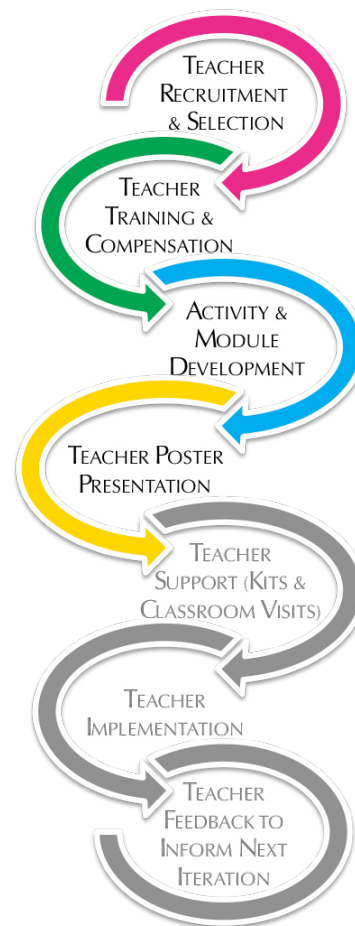 Teacher
Recruitment
& Selection
Teacher
Training &
Compensation
Activity &
Module
Development
Teacher Poster
Presentation
Teacher
Support (Kits &
Classroom Visits)
Teacher
Implementation
Teacher
Feedback to
Inform Next
Iteration